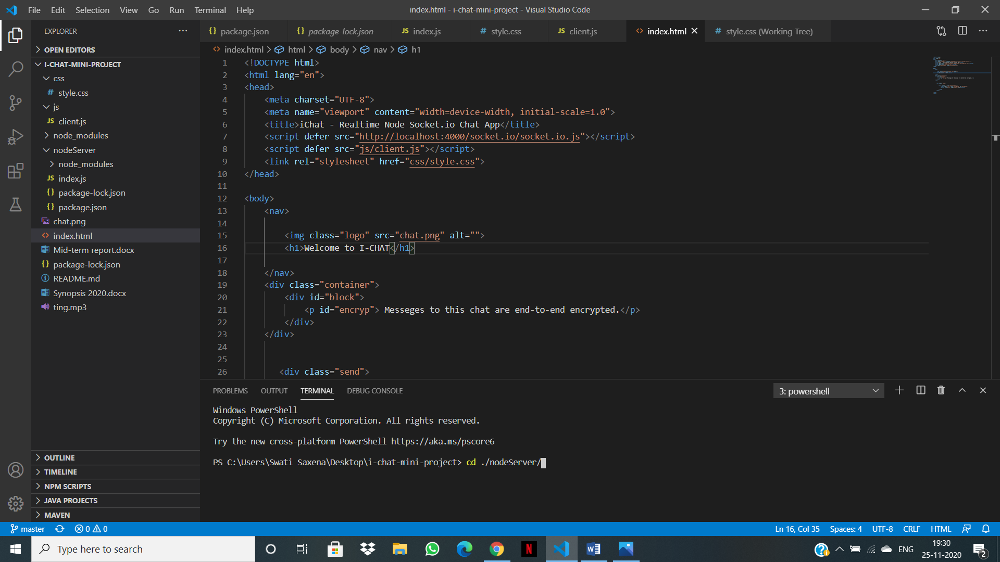 File Edit Selection View Go Run Terminal Help
index.html - i-chat-mini-project - Visual Studio Code
EXPLORER
OPEN EDITORS
I-CHAT-MINI-PROJECT
css
style.css
js
client.js
node_modules
nodeServer
node_modules
index.js
package-lock.json
package.json
chat.png
index.html
Mid-term report.docx
package-lock.json
README.md
Synopsis 2020.docx
ting.mp3
OUTLINE
TIMELINE
NPM SCRIPTS
JAVA PROJECTS
MAVEN
package.json package-lock.json index.js style.css client.js index.html style.css (Working Tree)
index.html > html > body > nav > h1
1 <!DOCTYPE html>
2 <html lang="en">
3 <head>
4 <meta charset="UTF-8">
5 <meta name="viewport" content="width=device-width, initial-scale=1.0">
6 <title>iChat - Realtime Node Socket.io Chat App</title>
7 <script defer src="http://localhost:4000/socket.io/socket.io.js"></script>
8 <script defer src="js/client.js"></script>
9 <link rel="stylesheet" href="css/style.css">
10 </head>
11
12 <body>
13 <nav>
14
15 <img class="logo" src="chat.png" alt="">
16 <h1>Welcome to I-CHAT</h1>
17
18 </nav>
19 <div class="container">
20 <div id="block">
21 <p id="encryp"> Messeges to this chat are end-to-end encrypted.</p>
22 </div>
23 </div>
24
25
26 <div class="send">
PROBLEMS OUTPUT TERMINAL DEBUG CONSOLE
3: powershell
Windows PowerShell
Copyright (C) Microsoft Corporation. All rights reserved.
Try the new cross-platform PowerShell https://aka.ms/pscore6
PS C:\Users\Swati Saxena\Desktop\i-chat-mini-project> cd ./nodeServer/
master 0 0
Ln 16, Col 35 Spaces: 4 UTF-8 CRLF HTML
Type here to search
ENG
19:30
25-11-2020
2